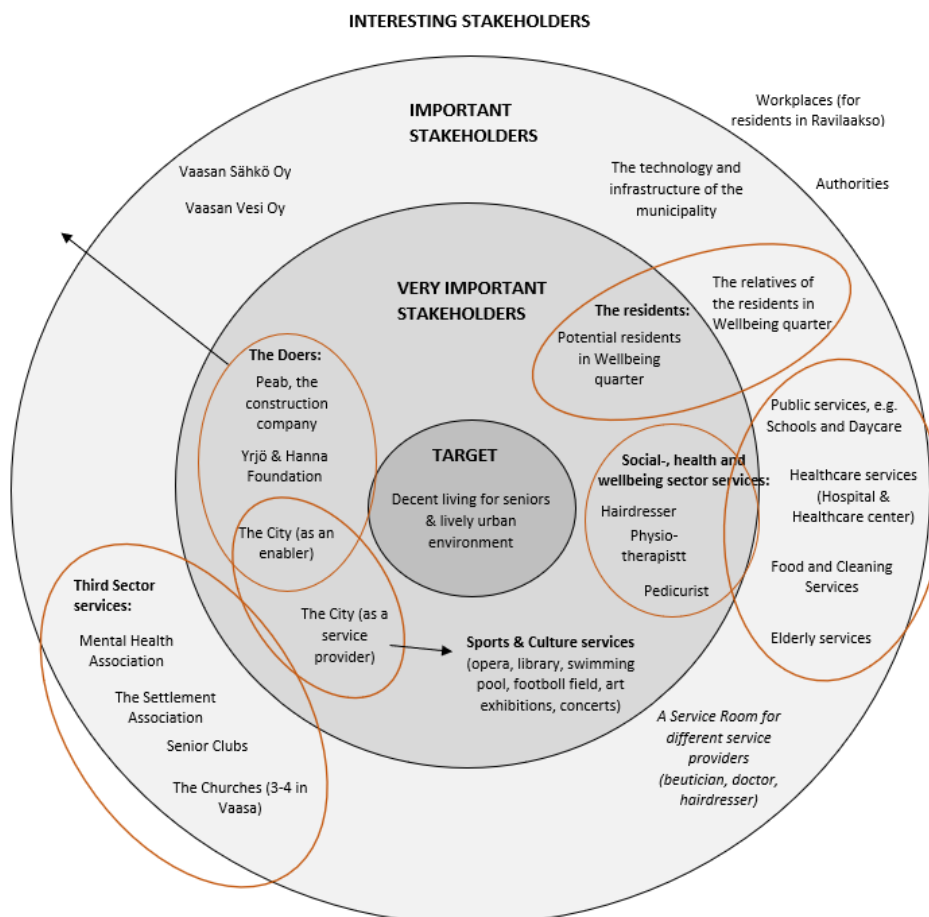 INTERESTING STAKEHOLDERS
IMPORTANT
STAKEHOLDERS
Workplaces (for
residents in Ravilaakso)
Authorities
Vaasan Sähkö Oy
Vaasan Vesi Oy
The technology and
infrastructure of the
municipality
VERY IMPORTANT
STAKEHOLDERS
The residents:
Potential residents
in Wellbeing
quarter
The relatives of
the residents in
Wellbeing quarter
The Doers:
Peab, the
construction
company
Yrjö & Hanna
Foundation
The City (as an
enabler)
The City (as a
service
provider)
TARGET
Decent living for seniors
& lively urban
environment
Social-, health and
wellbeing sector services:
Hairdresser
Physio-
therapistt
Pedicurist
Public services, e.g.
Schools and Daycare
Healthcare services
(Hospital &
Healthcare center)
Food and Cleaning
Services
Elderly services
Third Sector
services:
Mental Health
Association
The Settlement
Association
Senior Clubs
The Churches (3-4 in
Vaasa)
Sports & Culture services
(opera, library, swimming
pool, footboll field, art
exhibitions, concerts)
A Service Room for
different service
providers
(beutician, doctor,
hairdresser)